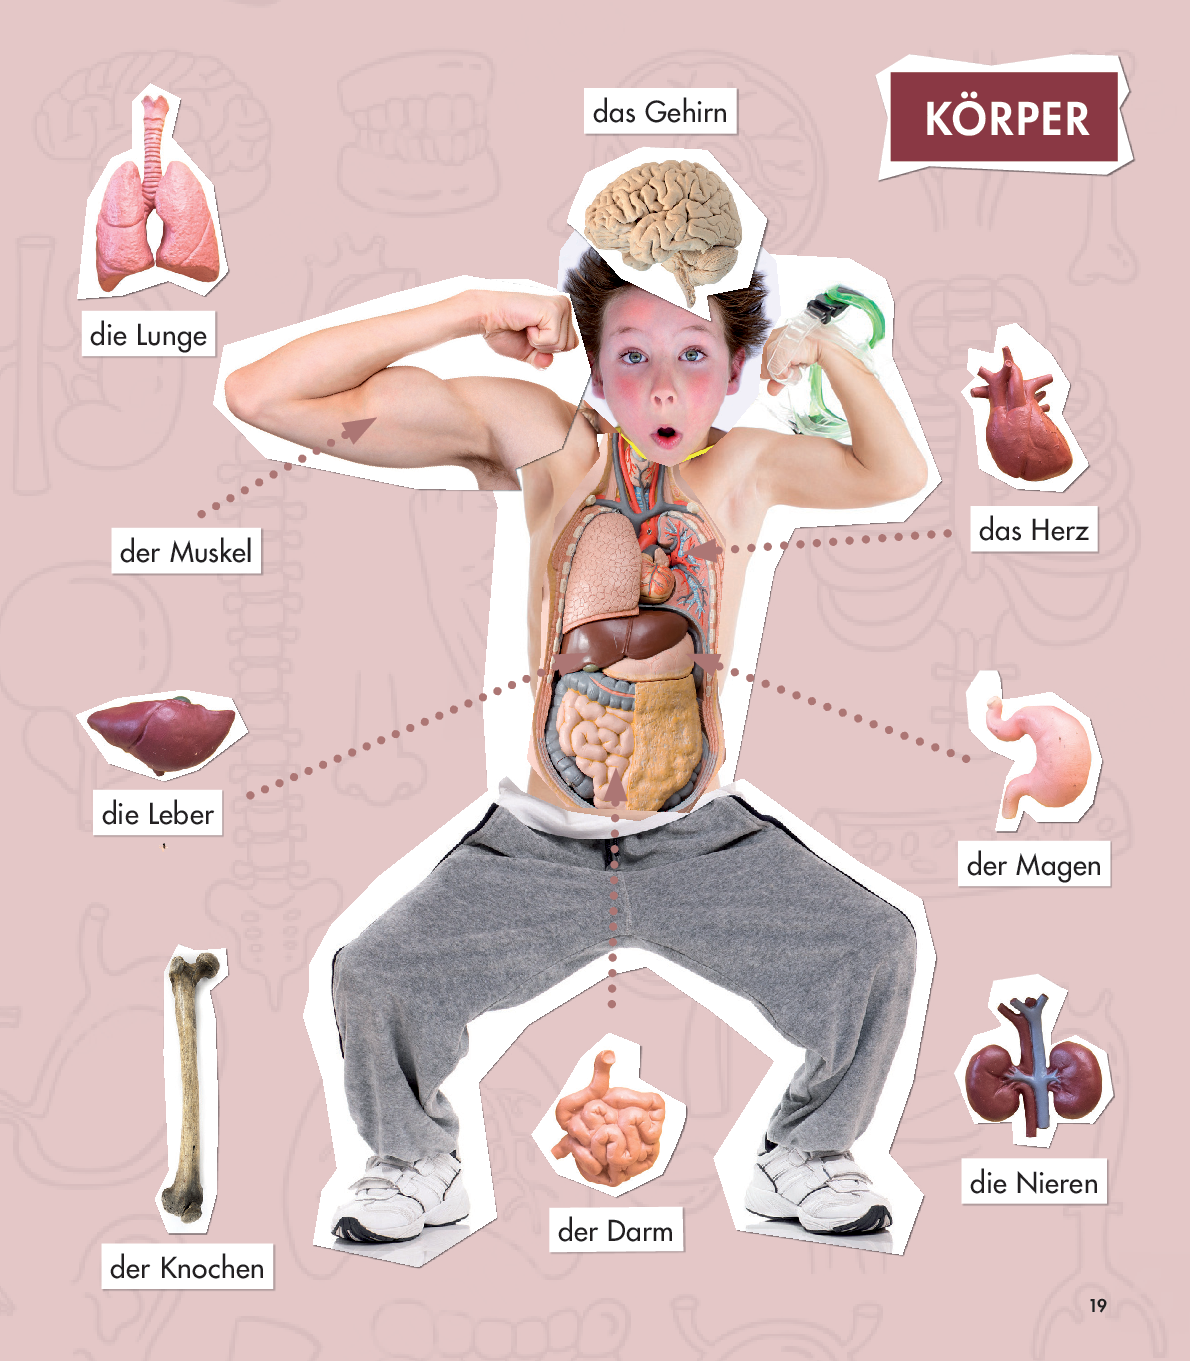 KÖRPER
das Gehirn
die Lunge
das Herz
der Muskel
die Leber
der Magen
der Knochen
der Darm
die Nieren
19